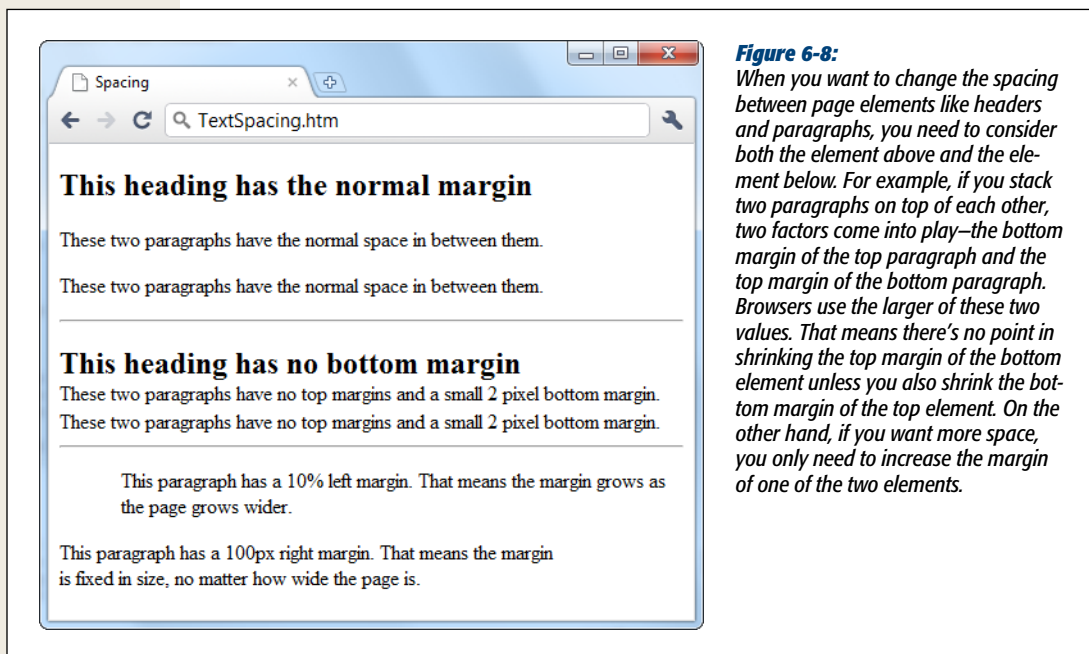 Spacing
TextSpacing.htm
This heading has the normal margin
These two paragraphs have the normal space in between them.
These two paragraphs have the normal space in between them.
This heading has no bottom margin
These two paragraphs have no top margins and a small 2 pixel bottom margin.
These two paragraphs have no top margins and a small 2 pixel bottom margin.
This paragraph has a 10% left margin. That means the margin grows as
the page grows wider.
This paragraph has a 100px right margin. That means the margin
is fixed in size, no matter how wide the page is.
Figure 6-8:
When you want to change the spacing
between page elements like headers
and paragraphs, you need to consider
both the element above and the ele-
ment below. For example, if you stack
two paragraphs on top of each other,
two factors come into play—the bottom
margin of the top paragraph and the
top margin of the bottom paragraph.
Browsers use the larger of these two
values. That means there's no point in
shrinking the top margin of the bottom
element unless you also shrink the bot-
tom margin of the top element. On the
other hand, if you want more space,
you only need to increase the margin
of one of the two elements.